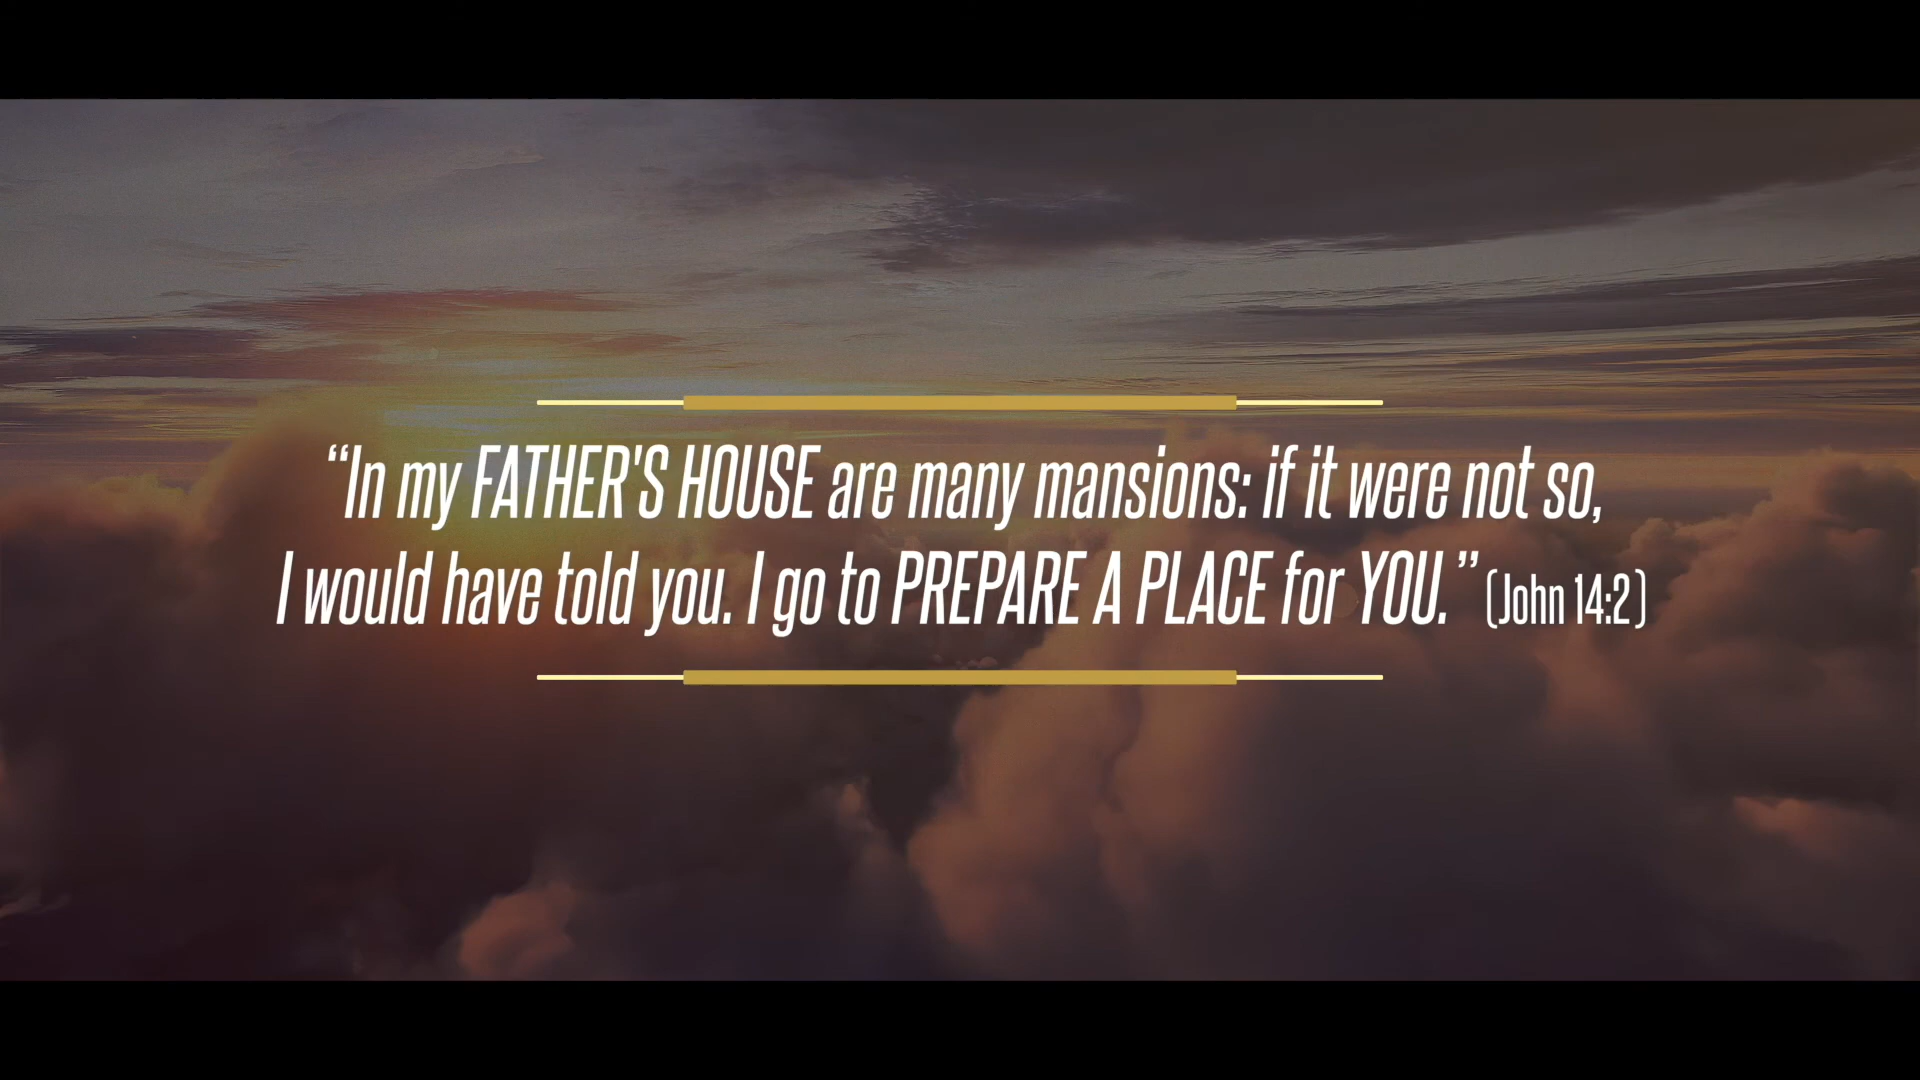 “In my FATHER'S HOUSE are many mansions: if it were not so,
I would have told you. I go to PREPARE A PLACE for YOU.” (John 14:2)